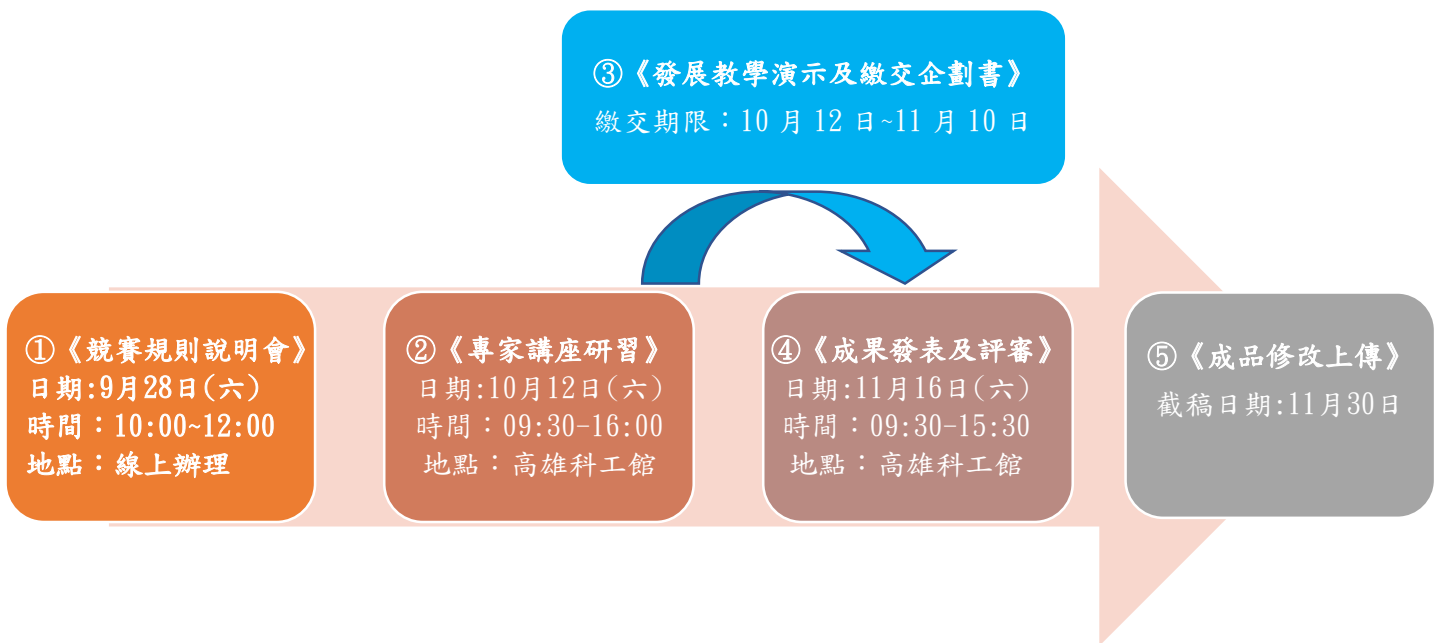 ③《發展教學演示及繳交企劃書》
繳交期限：10 月 12 日~11 月 10 日
①《競賽規則說明會》
日期:9月28日(六)
時間：10:00~12:00
地點：線上辦理
②《專家講座研習》
日期:10月12日(六)
時間：09:30-16:00
地點：高雄科工館
④《成果發表及評審》
日期:11月16日(六)
時間：09:30-15:30
地點：高雄科工館
⑤《成品修改上傳》
截稿日期:11月30日